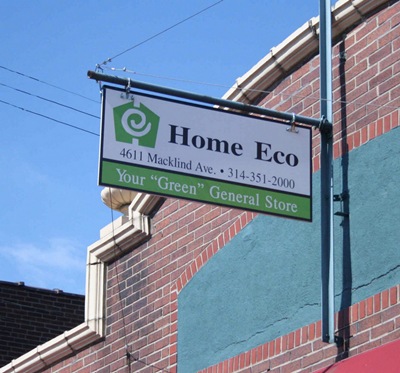 Home Eco
4611 Macklind Ave. • 314-351-2000
Your "Green" General Store